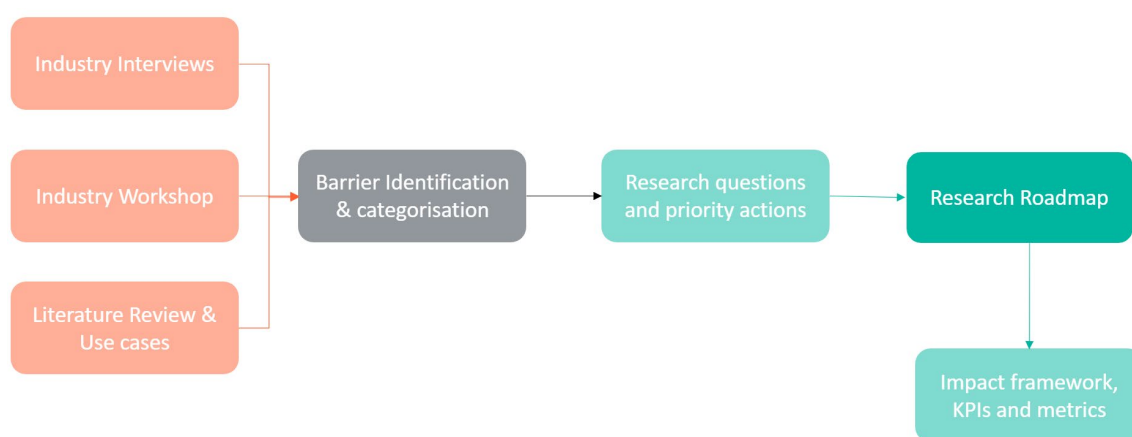 Industry Interviews
Industry Workshop
Literature Review &
Use cases
Barrier Identification
& categorisation
Research questions
and priority actions
Research Roadmap
Impact framework,
KPIs and metrics